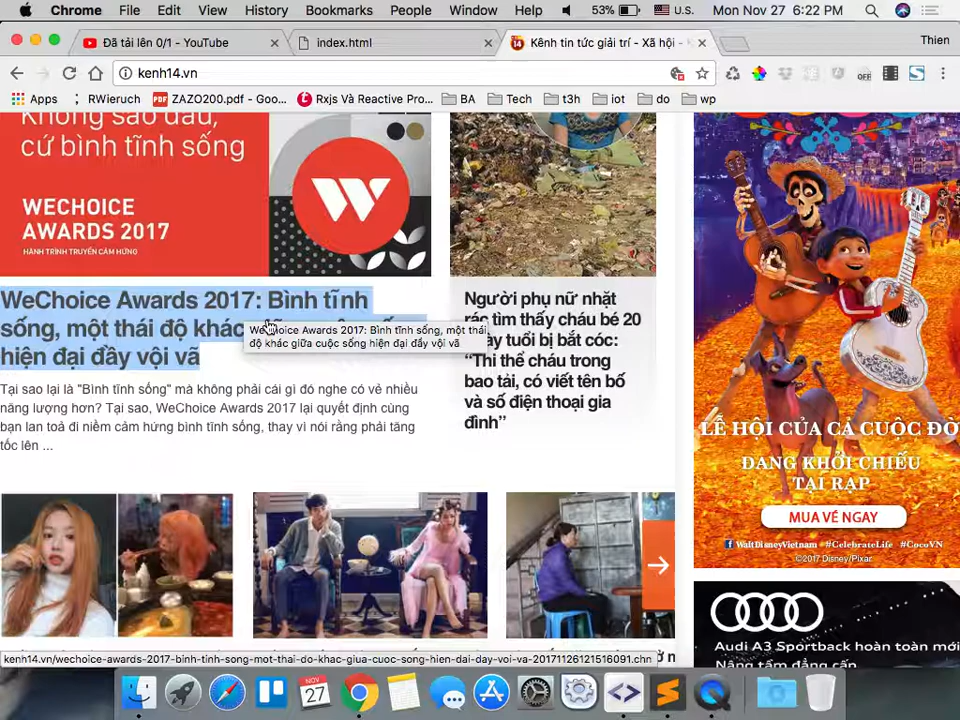 Chrome File Edit View History Bookmarks People Window Help 53% U.S. Mon Nov 27 6:22 PM
Đã tải lên 0/1 - YouTube index.html Kênh tin tức giải trí - Xã hội - Thien
kenh14.vn OFF
Apps RWieruch ZAZO200.pdf - Goo... Rxjs Và Reactive Pro... BA Tech t3h iot do wp
Không sao đâu,
cứ bình tĩnh sống
WECHOICE
AWARDS 2017
HÀNH TRÌNH TRUYỀN CẢM HỨNG
WeChoice Awards 2017: Bình tĩnh
sống, một thái độ khác
hiện đại đầy vội vã
WeChoice Awards 2017: Bình tĩnh sống, một thái
độ khác giữa cuộc sống hiện đại đầy vội vã
Tại sao lại là "Bình tĩnh sống" mà không phải cái gì đó nghe có vẻ nhiều
năng lượng hơn? Tại sao, WeChoice Awards 2017 lại quyết định cùng
bạn lan toả đi niềm cảm hứng bình tĩnh sống, thay vì nói rằng phải tăng
tốc lên ...
Người phụ nữ nhặt
rác tìm thấy cháu bé 20
ngày tuổi bị bắt cóc:
“Thi thể cháu trong
bao tải, có viết tên bố
và số điện thoại gia
đình”
LỄ HỘI CỦA CẢ CUỘC ĐỜ
ĐANG KHỞI CHIẾU
TẠI RẠP
MUA VÉ NGAY
WaltDisneyVietnam #CelebrateLife #CocoVN
©2017 Disney/Pixar
Audi A3 Sportback hoàn toàn mới
Nâng tầm đẳng cấp
kenh14.vn/wechoice-awards-2017-binh-tinh-song-mot-thai-do-khac-giua-cuoc-song-hien-dai-day-voi-va-20171126121516091.chn
NOV
27